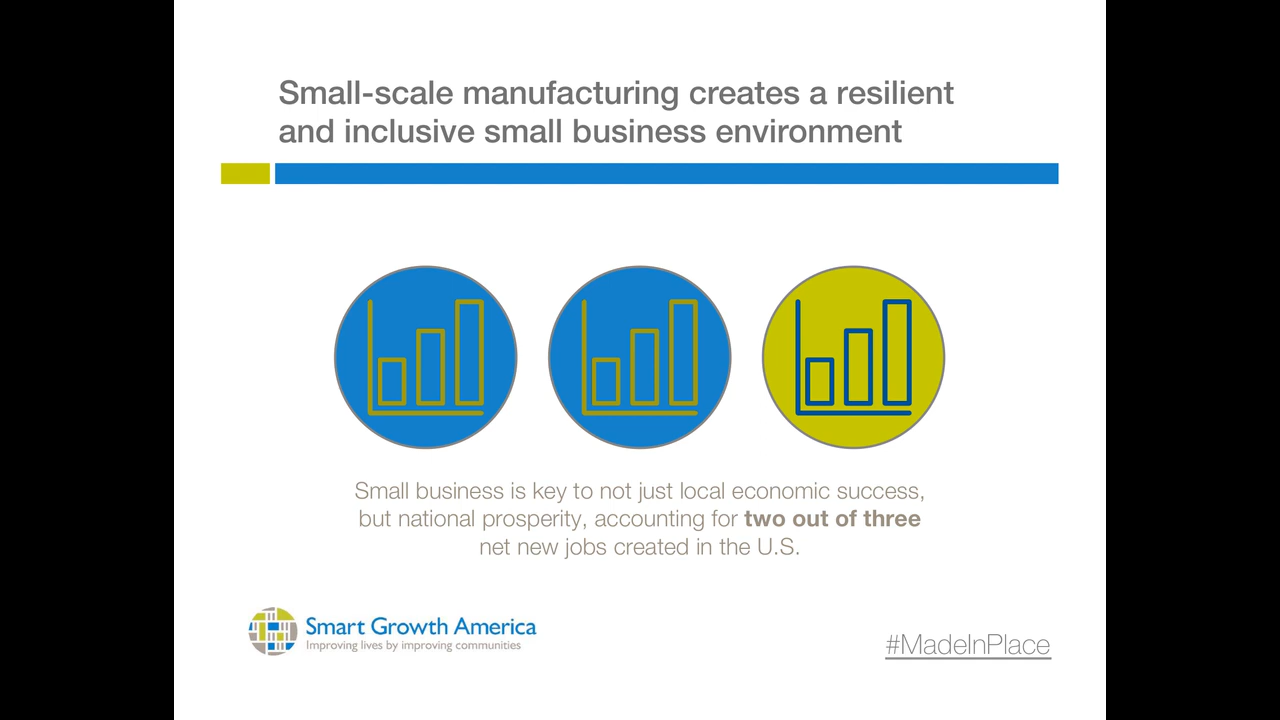 Small-scale manufacturing creates a resilient
and inclusive small business environment
Small business is key to not just local economic success,
but national prosperity, accounting for two out of three
net new jobs created in the U.S.
Smart Growth America
Improving lives by improving communities
#MadeInPlace